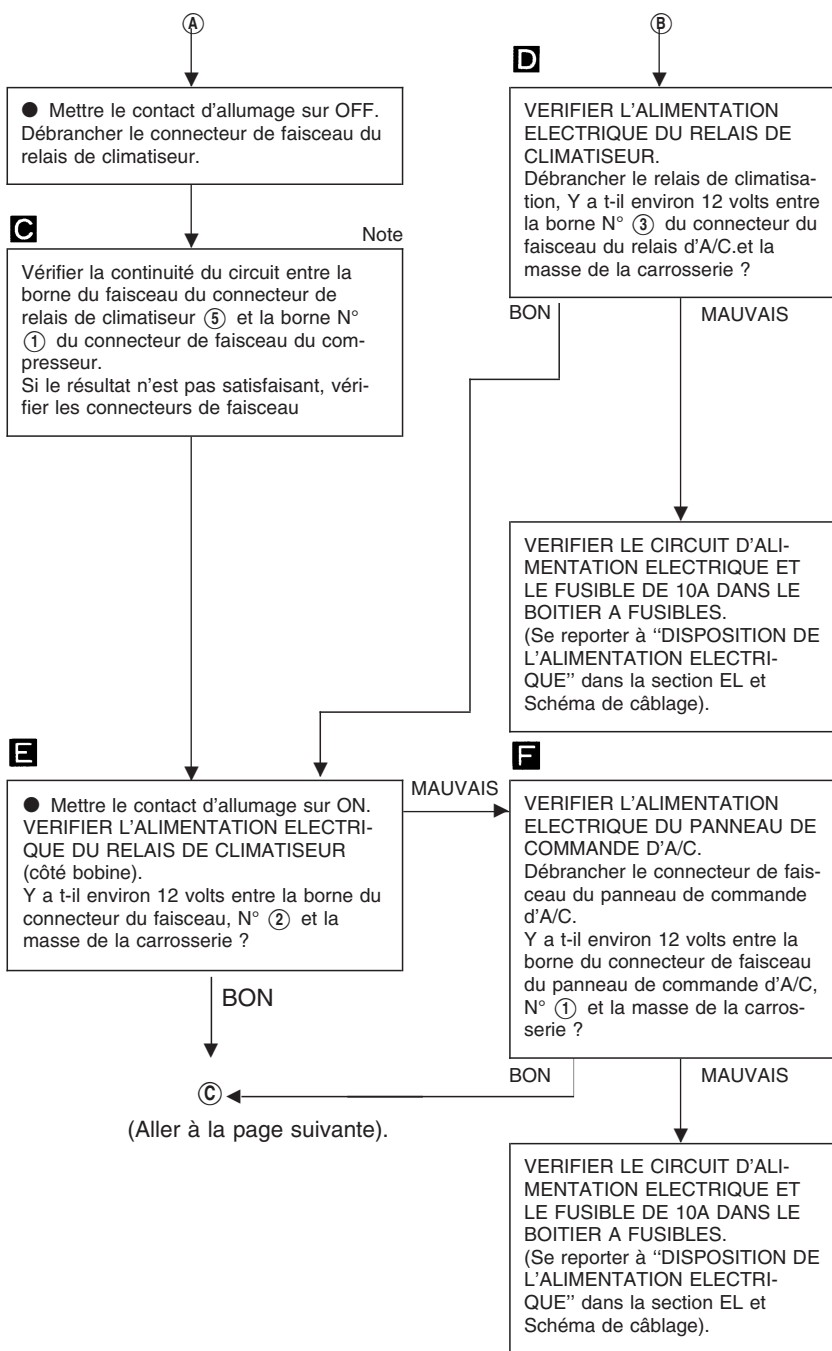 Ⓐ
● Mettre le contact d'allumage sur OFF.
Débrancher le connecteur de faisceau du
relais de climatiseur.
C
Note
Vérifier la continuité du circuit entre la
borne du faisceau du connecteur de
relais de climatiseur ⑤ et la borne N°
① du connecteur de faisceau du com-
presseur.
Si le résultat n'est pas satisfaisant, véri-
fier les connecteurs de faisceau
Ⓑ
D
VERIFIER L'ALIMENTATION
ELECTRIQUE DU RELAIS DE
CLIMATISEUR.
Débrancher le relais de climatisa-
tion, Y a t-il environ 12 volts entre
la borne N° ③ du connecteur du
faisceau du relais d'A/C.et la
masse de la carrosserie ?
BON
MAUVAIS
VERIFIER LE CIRCUIT D'ALI-
MENTATION ELECTRIQUE ET
LE FUSIBLE DE 10A DANS LE
BOITIER A FUSIBLES.
(Se reporter à ‘‘DISPOSITION DE
L'ALIMENTATION ELECTRI-
QUE’’ dans la section EL et
Schéma de câblage).
E
● Mettre le contact d'allumage sur ON.
VERIFIER L'ALIMENTATION ELECTRI-
QUE DU RELAIS DE CLIMATISEUR
(côté bobine).
Y a t-il environ 12 volts entre la borne du
connecteur du faisceau, N° ② et la
masse de la carrosserie ?
MAUVAIS
BON
Ⓒ
(Aller à la page suivante).
F
VERIFIER L'ALIMENTATION
ELECTRIQUE DU PANNEAU DE
COMMANDE D'A/C.
Débrancher le connecteur de fais-
ceau du panneau de commande
d'A/C.
Y a t-il environ 12 volts entre la
borne du connecteur de faisceau
du panneau de commande d'A/C,
N° ① et la masse de la carros-
serie ?
BON
MAUVAIS
VERIFIER LE CIRCUIT D'ALI-
MENTATION ELECTRIQUE ET
LE FUSIBLE DE 10A DANS LE
BOITIER A FUSIBLES.
(Se reporter à ‘‘DISPOSITION DE
L'ALIMENTATION ELECTRI-
QUE’’ dans la section EL et
Schéma de câblage).